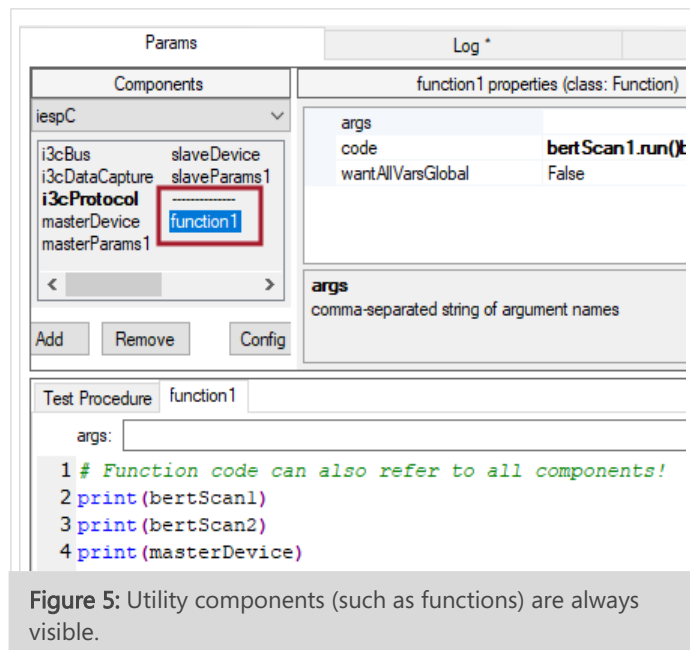 Params
Log *
Components
function1 properties (class: Function)
iespC
i3cBus
slaveDevice
i3cDataCapture
slaveParams1
i3cProtocol
--------------
masterDevice
function1
masterParams1
args
code
bertScan1.run()b
wantAllVarsGlobal
False
args
comma-separated string of argument names
Add
Remove
Config
Test Procedure
function1
args:
1 # Function code can also refer to all components!
2 print(bertScan1)
3 print(bertScan2)
4 print(masterDevice)
Figure 5: Utility components (such as functions) are always
visible.